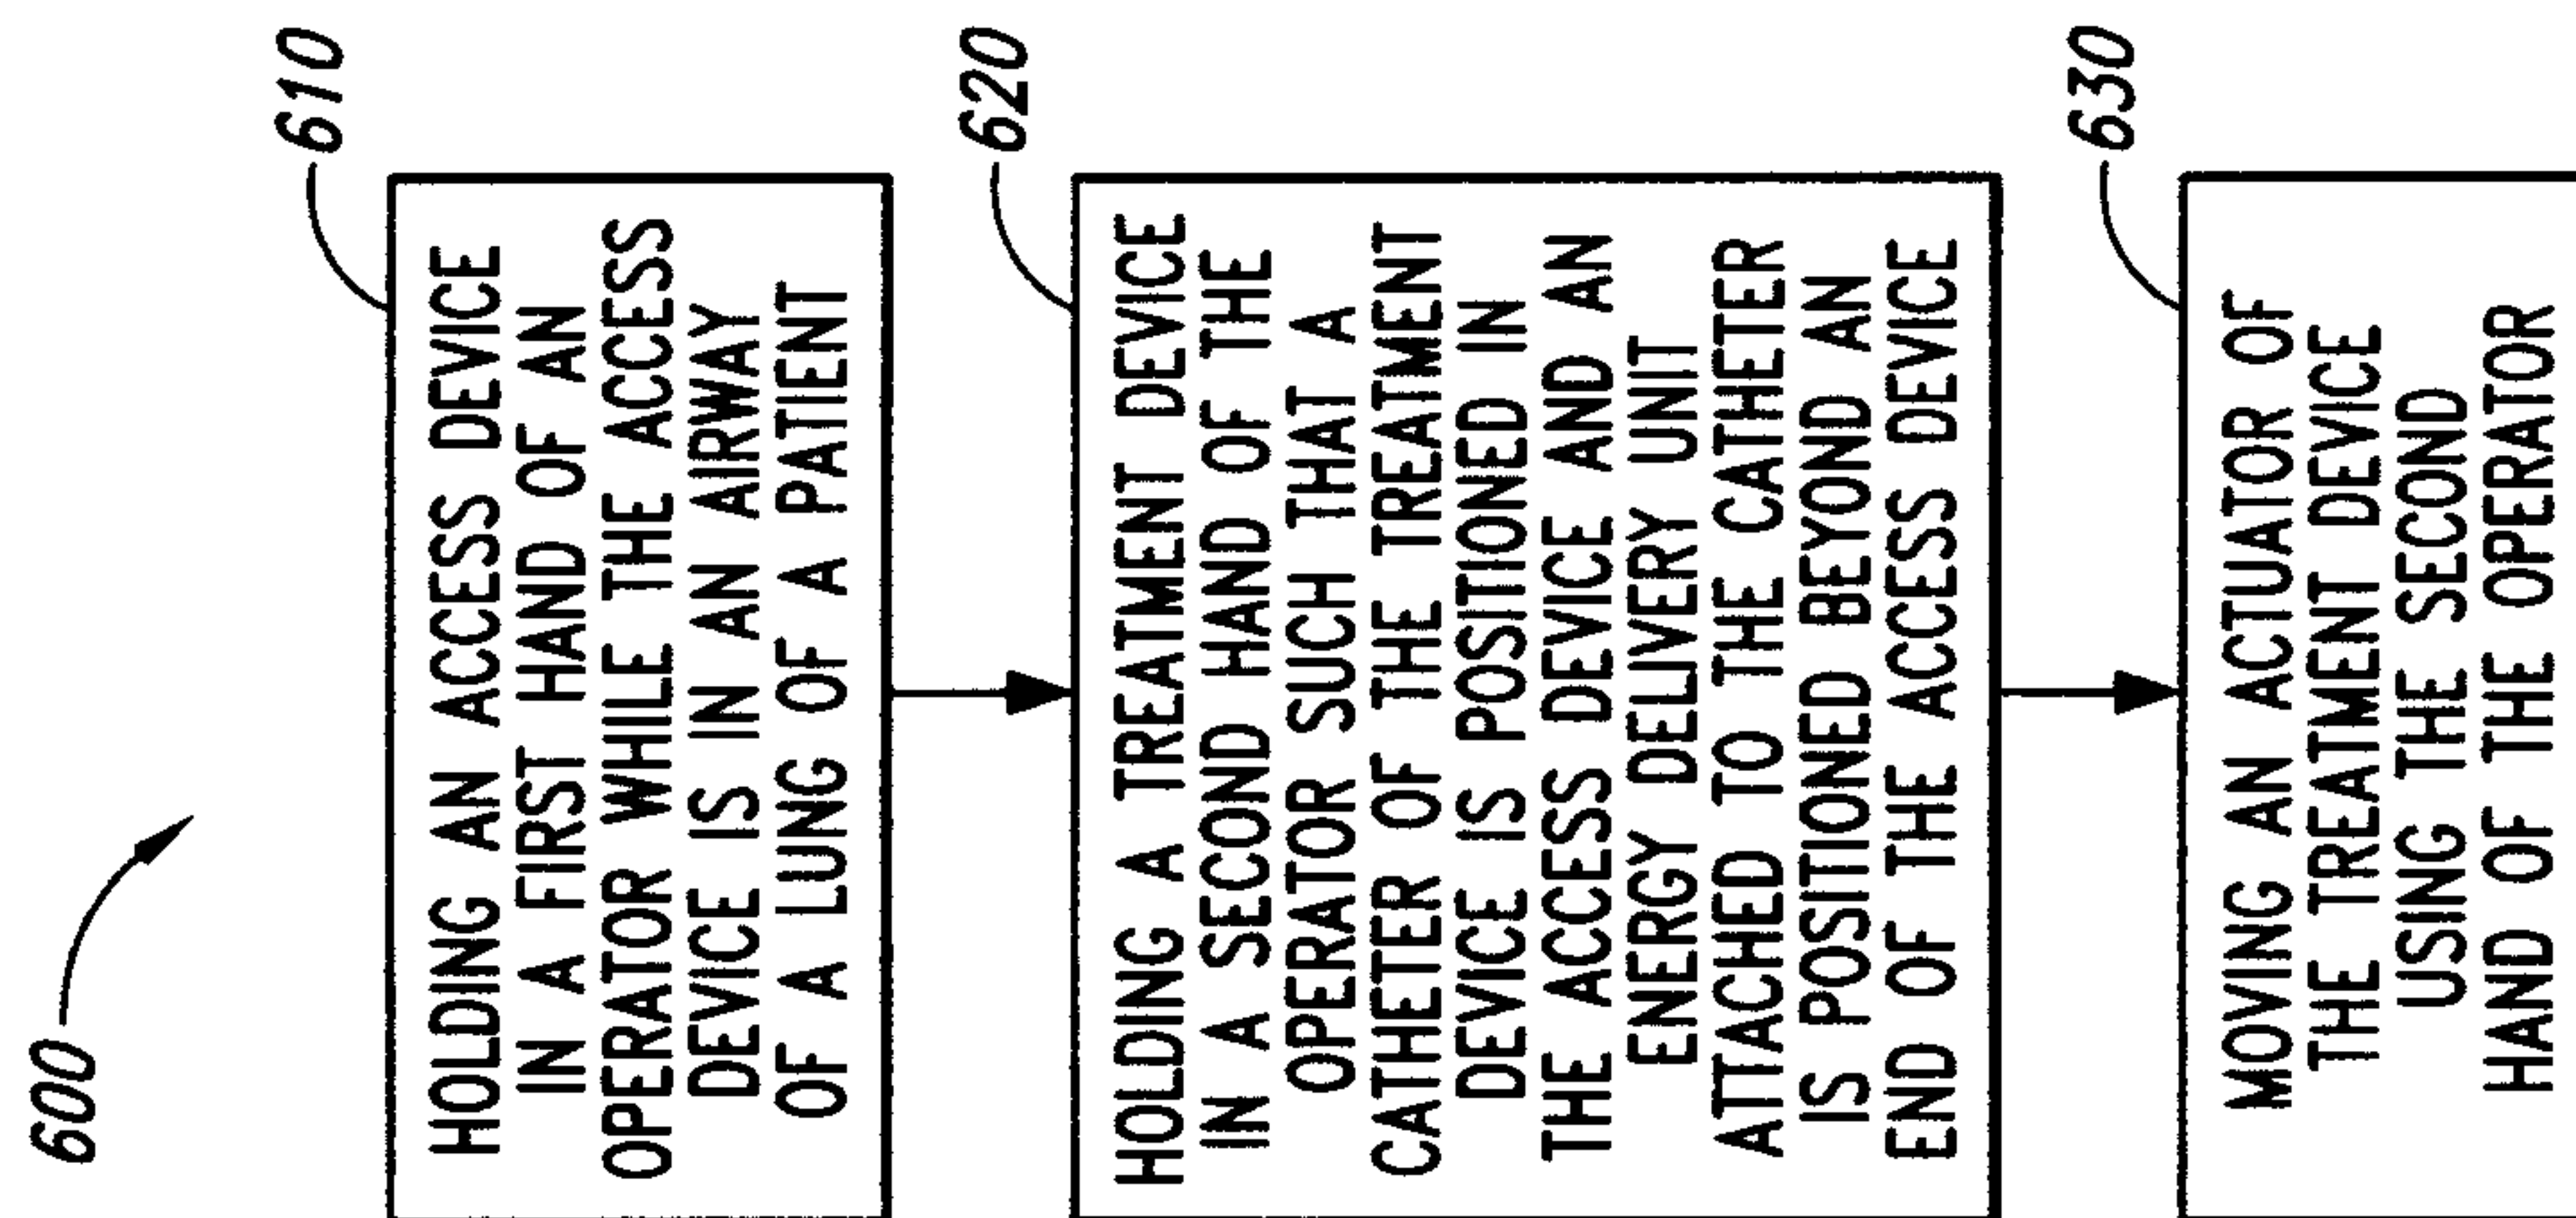 600
610
HOLDING AN ACCESS DEVICE
IN A FIRST HAND OF AN
OPERATOR WHILE THE ACCESS
DEVICE IS IN AN AIRWAY
OF A LUNG OF A PATIENT
620
HOLDING A TREATMENT DEVICE
IN A SECOND HAND OF THE
OPERATOR SUCH THAT A
CATHETER OF THE TREATMENT
DEVICE IS POSITIONED IN
THE ACCESS DEVICE AND AN
ENERGY DELIVERY UNIT
ATTACHED TO THE CATHETER
IS POSITIONED BEYOND AN
END OF THE ACCESS DEVICE
630
MOVING AN ACTUATOR OF
THE TREATMENT DEVICE
USING THE SECOND
HAND OF THE OPERATOR